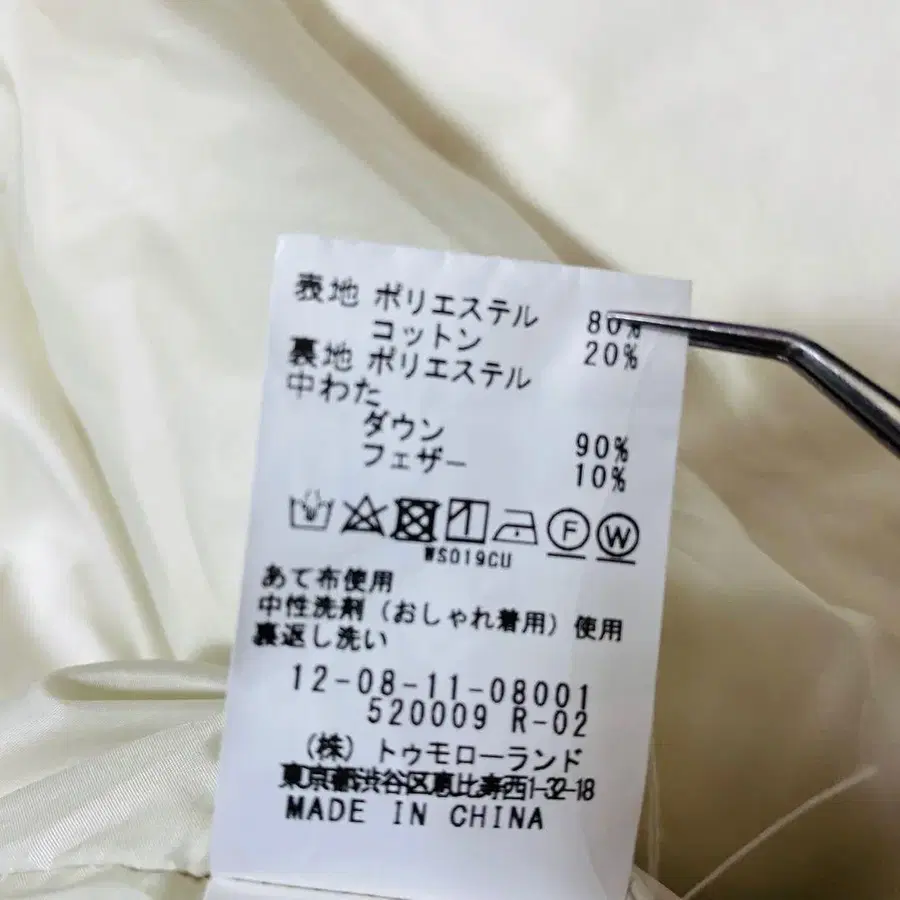 表地 ポリエステル 80%
コットン 20%
裏地 ポリエステル
中わた
ダウン 90%
フェザー 10%
F W
WS019CU
あて布使用
中性洗剤(おしゃれ着用)使用
裏返し洗い
12-08-11-08001
520009 R-02
(株)トゥモローランド
東京都渋谷区恵比寿西1-32-18
MADE IN CHINA